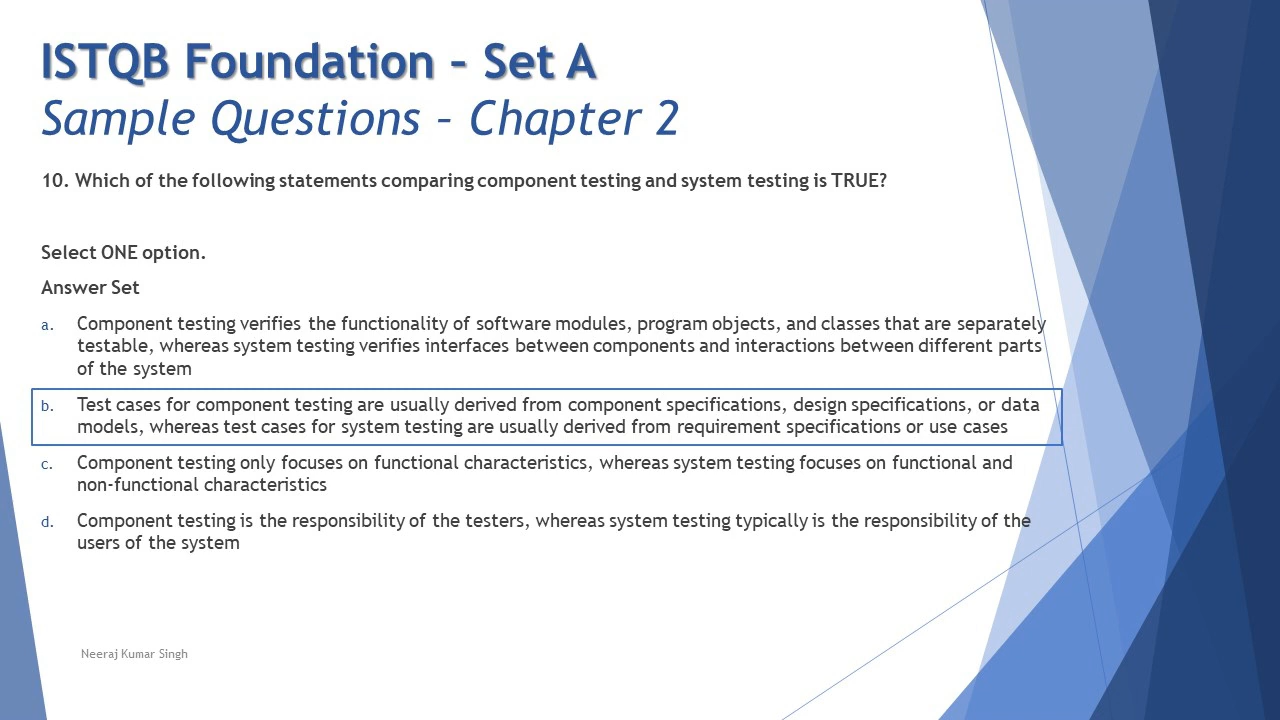 ISTQB Foundation – Set A
Sample Questions – Chapter 2
10. Which of the following statements comparing component testing and system testing is TRUE?
Select ONE option.
Answer Set
a. Component testing verifies the functionality of software modules, program objects, and classes that are separately
testable, whereas system testing verifies interfaces between components and interactions between different parts
of the system
b. Test cases for component testing are usually derived from component specifications, design specifications, or data
models, whereas test cases for system testing are usually derived from requirement specifications or use cases
c. Component testing only focuses on functional characteristics, whereas system testing focuses on functional and
non-functional characteristics
d. Component testing is the responsibility of the testers, whereas system testing typically is the responsibility of the
users of the system
Neeraj Kumar Singh